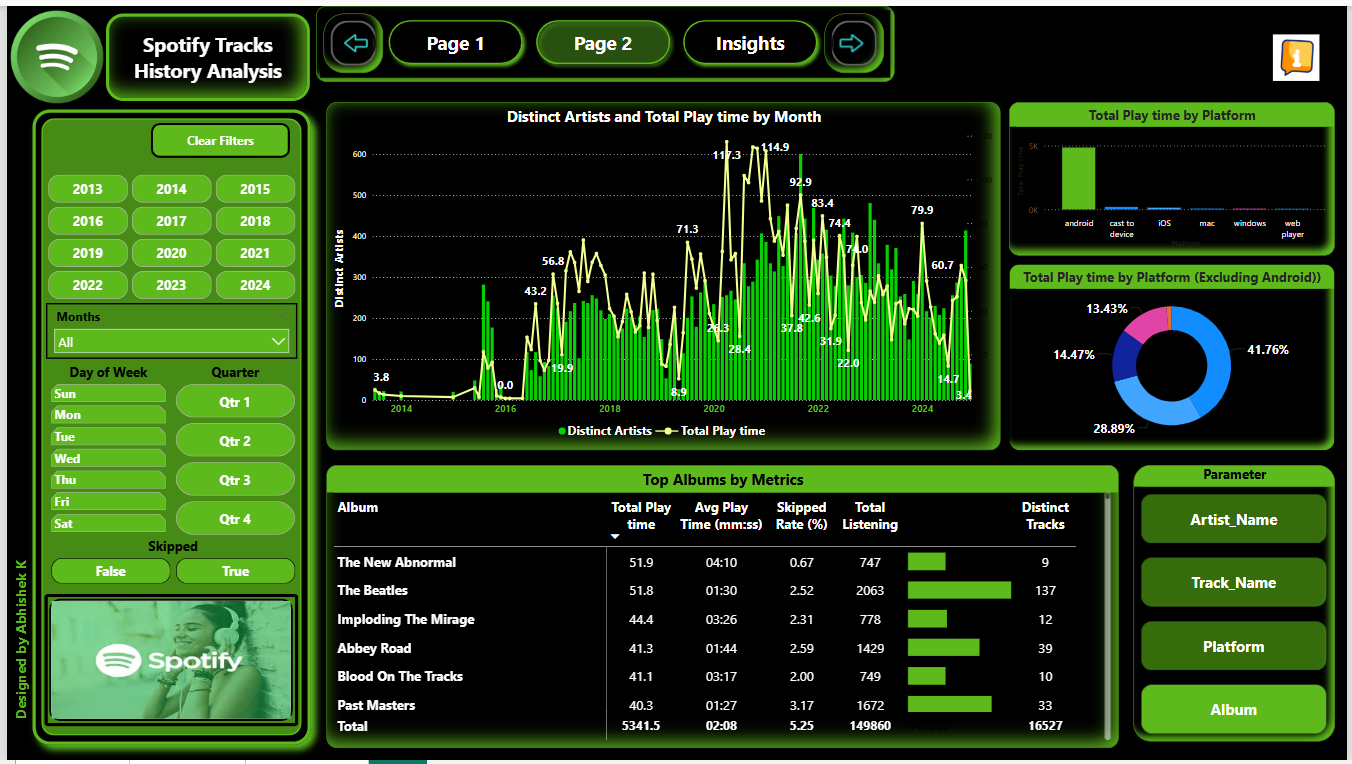 Spotify Tracks
History Analysis
Page 1
Page 2
Insights
Clear Filters
2013 2014 2015
2016 2017 2018
2019 2020 2021
2022 2023 2024
Months
All
Day of Week
Quarter
Sun
Mon
Tue
Wed
Thu
Fri
Sat
Qtr 1
Qtr 2
Qtr 3
Qtr 4
Skipped
False True
Spotify
Designed by Abhishek K
Distinct Artists and Total Play time by Month
Distinct Artists
600
500
400
300
200
100
0
3.8
0.0
43.2
56.8
19.9
71.3
8.9
26.3
117.3
28.4
114.9
37.8
92.9
42.6
83.4
31.9
74.4
22.0
74.0
79.9
14.7
60.7
3.4
2014 2016 2018 2020 2022 2024
Distinct Artists Total Play time
Total Play time by Platform
Total Play time
5K
0K
android
cast to
device
iOS
mac
windows
web
player
Platform
Total Play time by Platform (Excluding Android))
13.43%
14.47%
28.89%
41.76%
Top Albums by Metrics
Album Total Play time Avg Play Time (mm:ss) Skipped Rate (%) Total Listening Distinct Tracks
The New Abnormal 51.9 04:10 0.67 747 9
The Beatles 51.8 01:30 2.52 2063 137
Imploding The Mirage 44.4 03:26 2.31 778 12
Abbey Road 41.3 01:44 2.59 1429 39
Blood On The Tracks 41.1 03:17 2.00 749 10
Past Masters 40.3 01:27 3.17 1672 33
Total 5341.5 02:08 5.25 149860 16527
Parameter
Artist_Name
Track_Name
Platform
Album